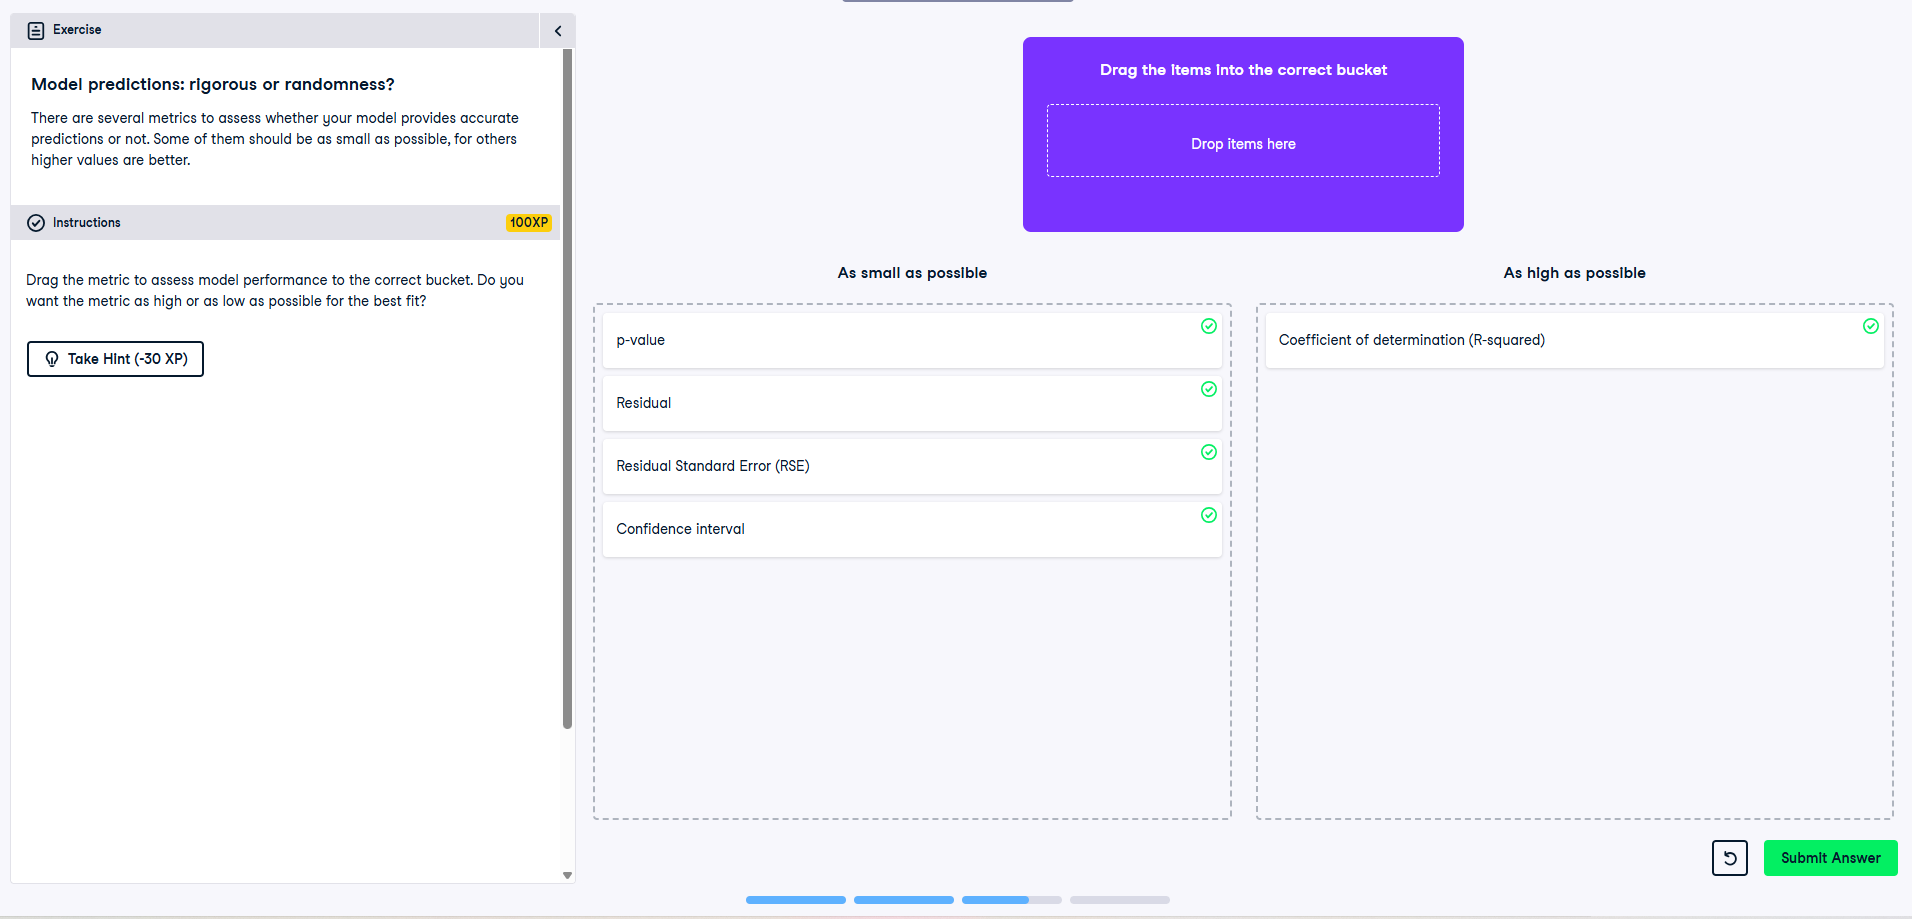 Exercise
Model predictions: rigorous or randomness?
There are several metrics to assess whether your model provides accurate
predictions or not. Some of them should be as small as possible, for others
higher values are better.
Instructions
100XP
Drag the metric to assess model performance to the correct bucket. Do you
want the metric as high or as low as possible for the best fit?
Take HInt (-30 XP)
Drag the items into the correct bucket
Drop items here
As small as possible
p-value
Residual
Residual Standard Error (RSE)
Confidence interval
As high as possible
Coefficient of determination (R-squared)
Submit Answer